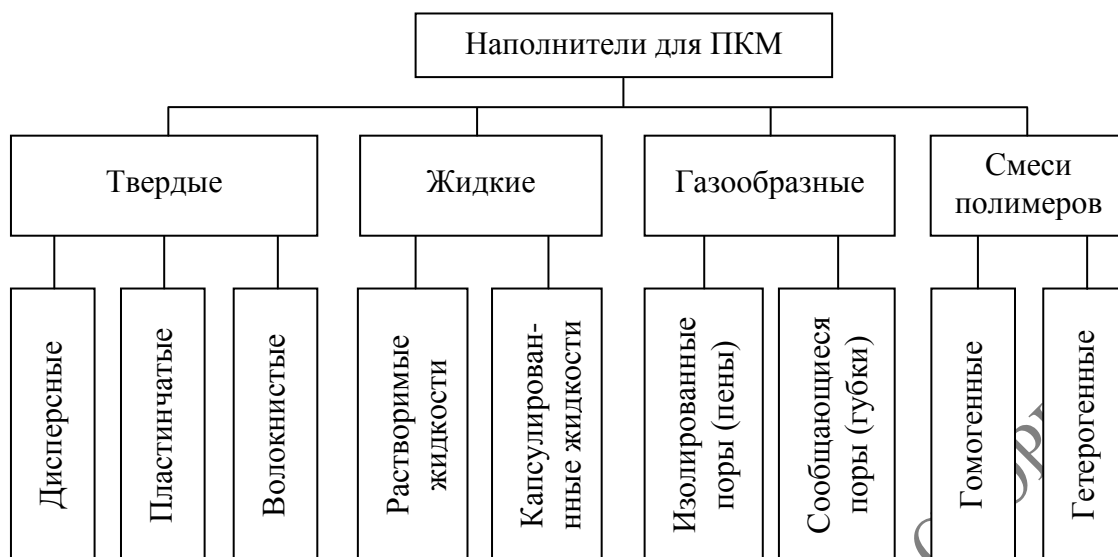 Наполнители для ПКМ
Твердые
Жидкие
Газообразные
Смеси
полимеров
Дисперсные
Пластинчатые
Волокнистые
Растворимые
жидкости
Капсулирован-
нные жидкости
Изолированные
поры (пены)
Сообщающиеся
поры (губки)
Гомогенные
Гетерогенные